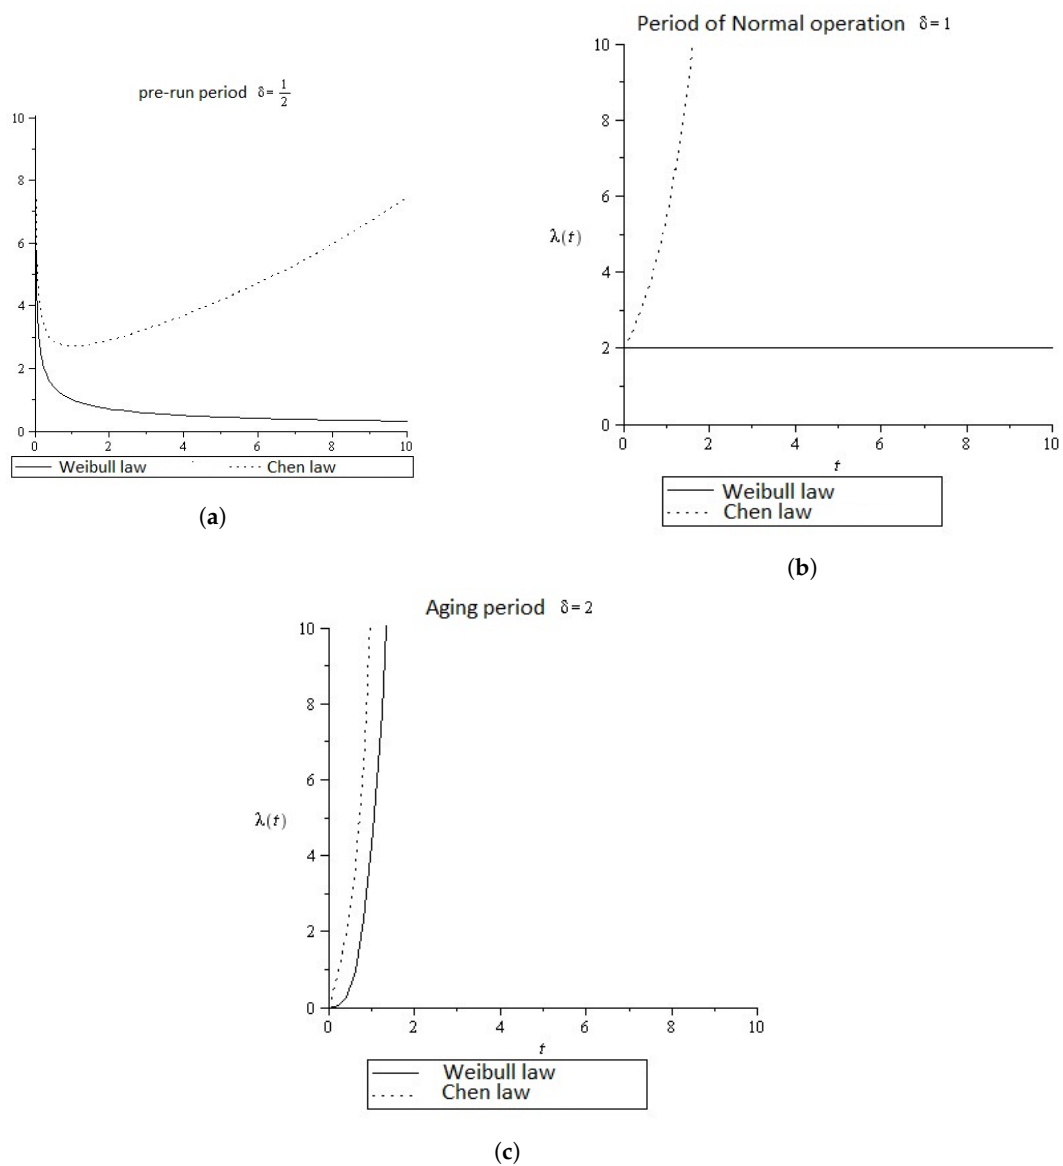 pre-run period δ = 1/2
10
8
6
4
2
0
0 2 4 6 8 10
Weibull law Chen law
(a)
Period of Normal operation δ = 1
10
8
6
λ(t)
4
2
0
0 2 4 6 8 10
t
Weibull law
Chen law
(b)
Aging period δ = 2
10
8
6
λ(t)
4
2
0
0 2 4 6 8 10
t
Weibull law
Chen law
(c)